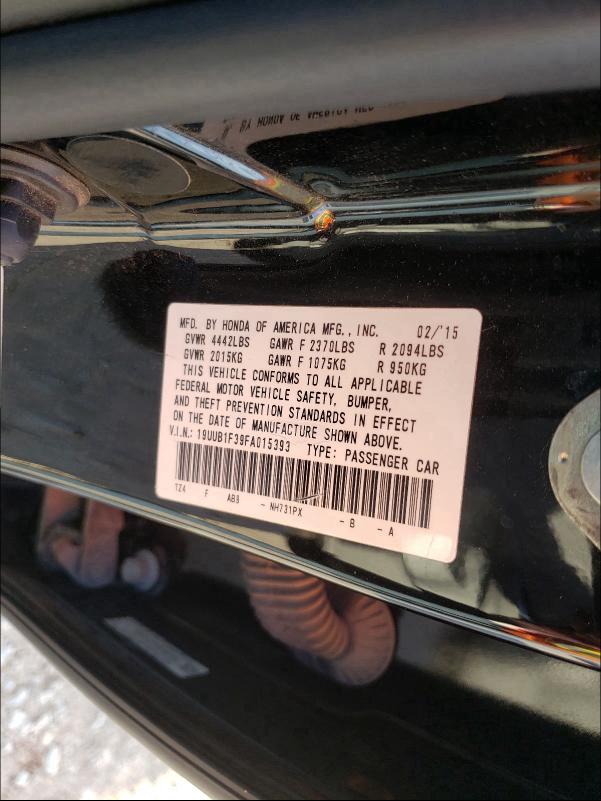 MFD. BY HONDA OF AMERICA MFG., INC. 02/'15
GVWR 4442LBS GAWR F 2370LBS R 2094LBS
GVWR 2015KG GAWR F 1075KG R 950KG
THIS VEHICLE CONFORMS TO ALL APPLICABLE
FEDERAL MOTOR VEHICLE SAFETY, BUMPER,
AND THEFT PREVENTION STANDARDS IN EFFECT
ON THE DATE OF MANUFACTURE SHOWN ABOVE.
V.I.N.: 19UUB1F39FA015393 TYPE: PASSENGER CAR
TZ4 F AB9 - NH731PX - B - A